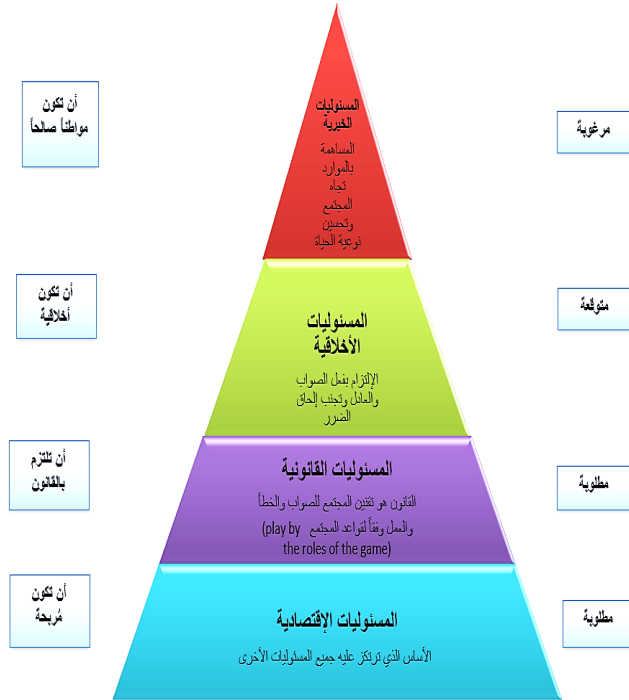 أن تكون
مواطناً صالحاً
المسئوليات
الخيرية
المساهمة
بالموارد
تجاه
المجتمع
وتحسين
نوعية الحياة
مرغوبة
أن تكون
أخلاقية
المسئوليات
الأخلاقية
الإلتزام بفعل الصواب
والعادل وتجنب إلحاق
الضرر
متوقعة
أن تلتزم
بالقانون
المسئوليات القانونية
القانون هو تقنين المجتمع للصواب والخطأ
والعمل وفقاً لقواعد المجتمع (play by
the roles of the game)
مطلوبة
أن تكون
مُربحة
المسئوليات الإقتصادية
الأساس الذي ترتكز عليه جميع المسئوليات الأخرى
مطلوبة